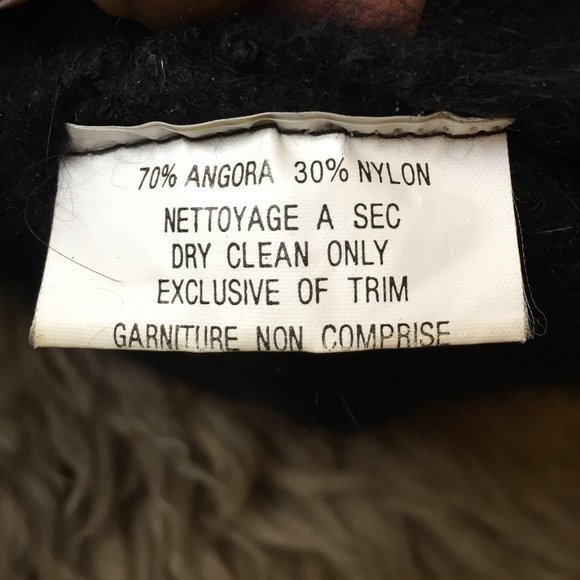 70% ANGORA 30% NYLON
NETTOYAGE A SEC
DRY CLEAN ONLY
EXCLUSIVE OF TRIM
GARNITURE NON COMPRISE